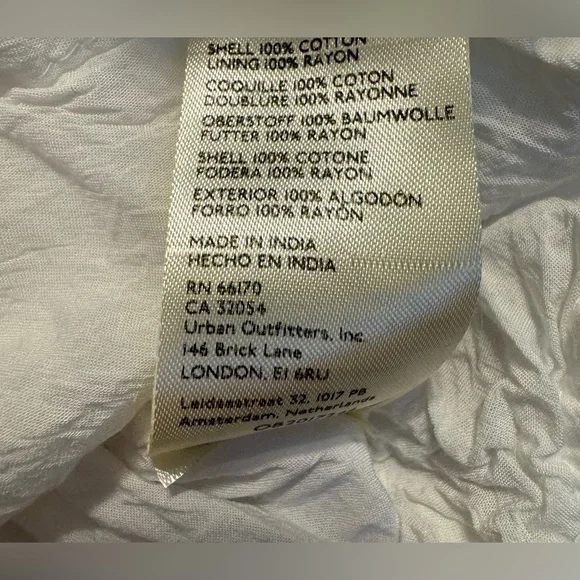 SHELL 100% COTTON
LINING 100% RAYON
COQUILLE 100% COTON
DOUBLURE 100% RAYONNE
OBERSTOFF 100% BAUMWOLLE
FUTTER 100% RAYON
SHELL 100% COTONE
FODERA 100% RAYON
EXTERIOR 100% ALGODÓN
FORRO 100% RAYÓN
MADE IN INDIA
HECHO EN INDIA
RN 66170
CA 32054
Urban Outfitters, Inc.
146 Brick Lane
LONDON, E1 6RU
Leidsestraat 32, 1017 PB
Amsterdam, Netherlands